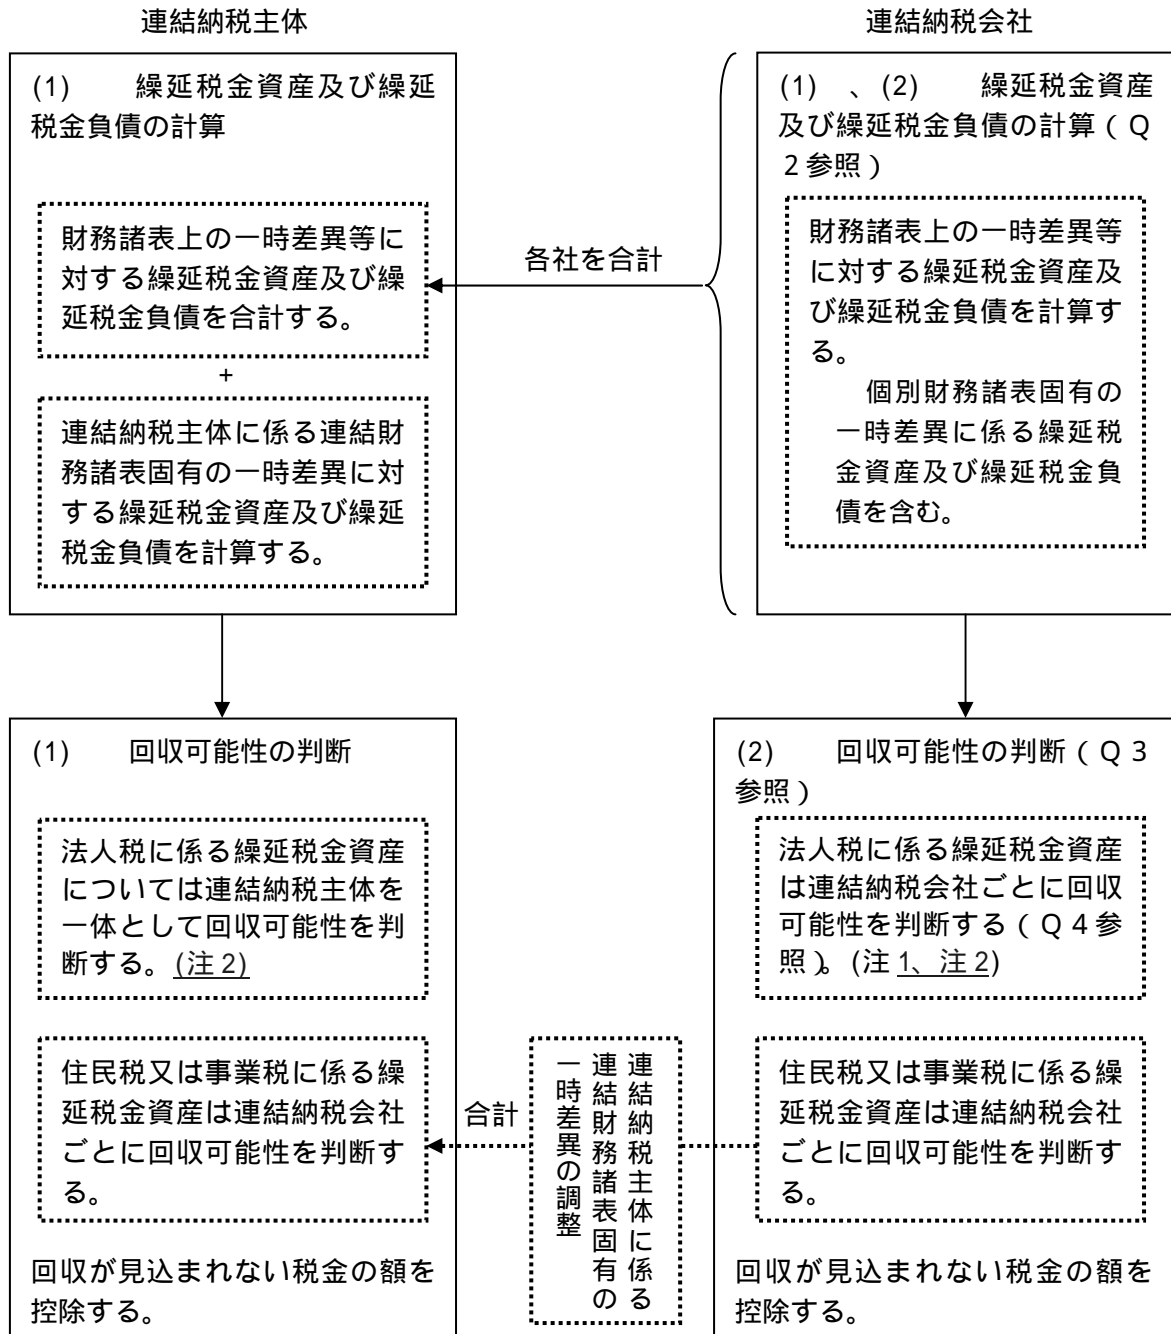 連結納税主体
(1) 繰延税金資産及び繰延
税金負債の計算
財務諸表上の一時差異等に
対する繰延税金資産及び繰
延税金負債を合計する。
+
連結納税主体に係る連結財
務諸表固有の一時差異に対
する繰延税金資産及び繰延
税金負債を計算する。
各社を合計
連結納税会社
(1) 、(2) 繰延税金資産
及び繰延税金負債の計算(Q
2参照)
財務諸表上の一時差異等
に対する繰延税金資産及
び繰延税金負債を計算す
る。
個別財務諸表固有の
一時差異に係る繰延税
金資産及び繰延税金負
債を含む。
(1) 回収可能性の判断
法人税に係る繰延税金資産
については連結納税主体を
一体として回収可能性を判
断する。(注2)
住民税又は事業税に係る繰
延税金資産は連結納税会社
ごとに回収可能性を判断す
る。
回収が見込まれない税金の額を
控除する。
合計
連結納税主体に係る
連結財務諸表固有の
一時差異の調整
(2) 回収可能性の判断(Q3
参照)
法人税に係る繰延税金資産
は連結納税会社ごとに回収
可能性を判断する(Q4参
照)。(注1、注2)
住民税又は事業税に係る繰
延税金資産は連結納税会社
ごとに回収可能性を判断す
る。
回収が見込まれない税金の額を
控除する。